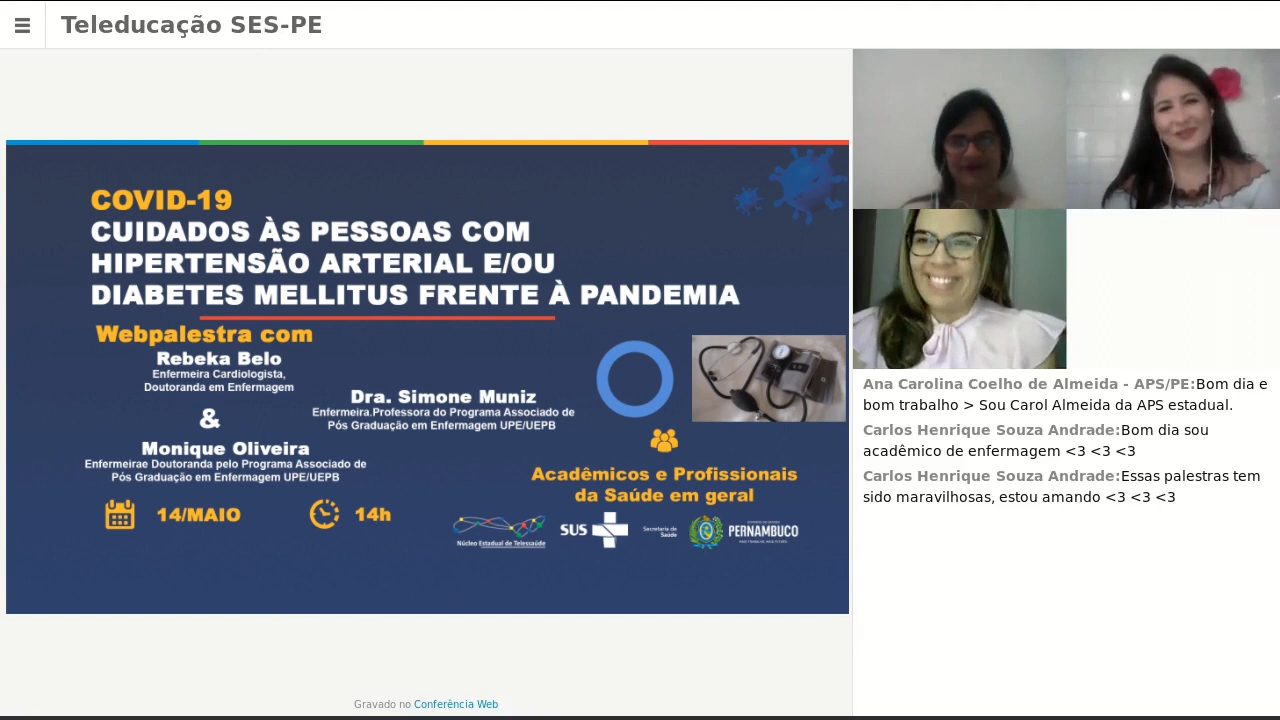 Teleducação SES-PE
COVID-19
CUIDADOS ÀS PESSOAS COM
HIPERTENSÃO ARTERIAL E/OU
DIABETES MELLITUS FRENTE À PANDEMIA
Webpalestra com
Rebeka Belo
Enfermeira Cardiologista,
Doutoranda em Enfermagem
&
Dra. Simone Muniz
Enfermeira.Professora do Programa Associado de
Pós Graduação em Enfermagem UPE/UEPB
Monique Oliveira
Enfermeirae Doutoranda pelo Programa Associado de
Pós Graduação em Enfermagem UPE/UEPB
Acadêmicos e Profissionais
da Saúde em geral
14/MAIO
14h
Núcleo Estadual de Telessaúde
SUS
Secretaria de
Saúde
PERNAMBUCO
Ana Carolina Coelho de Almeida - APS/PE:Bom dia e
bom trabalho > Sou Carol Almeida da APS estadual.
Carlos Henrique Souza Andrade:Bom dia sou
acadêmico de enfermagem <3 <3 <3
Carlos Henrique Souza Andrade:Essas palestras tem
sido maravilhosas, estou amando <3 <3 <3
Gravado no Conferência Web